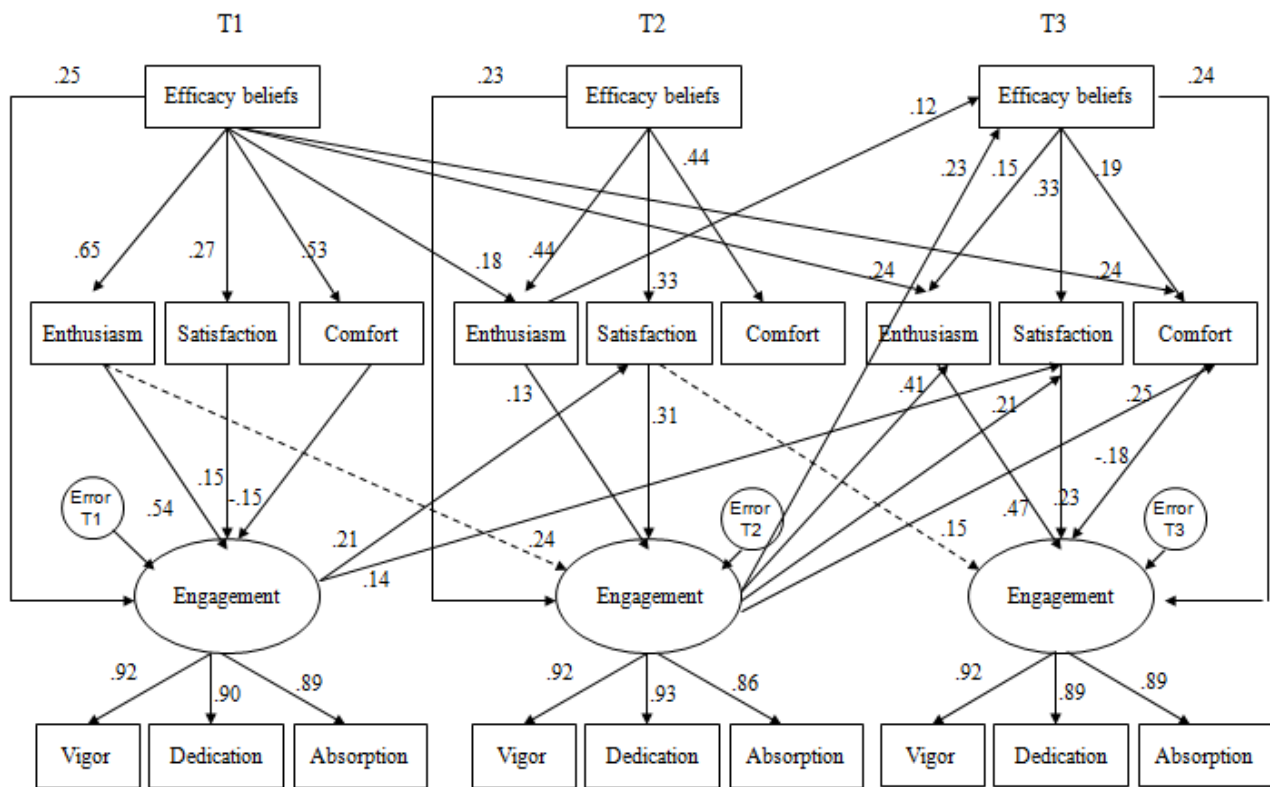 T1 T2 T3
.25 Efficacy beliefs .23 Efficacy beliefs .12 Efficacy beliefs .24
.44 .23 .15 .33 .19
.65 .27 .53 .18 .44 .33 .24 .24
Enthusiasm Satisfaction Comfort Enthusiasm Satisfaction Comfort Enthusiasm Satisfaction Comfort
.13 .31 .41 .21 .25
.54 .15 -.15 .47 .23 -.18
Error T1 Error T2 Error T3
.21 .14 .24 .15
Engagement Engagement Engagement
.92 .90 .89 .92 .93 .86 .92 .89 .89
Vigor Dedication Absorption Vigor Dedication Absorption Vigor Dedication Absorption